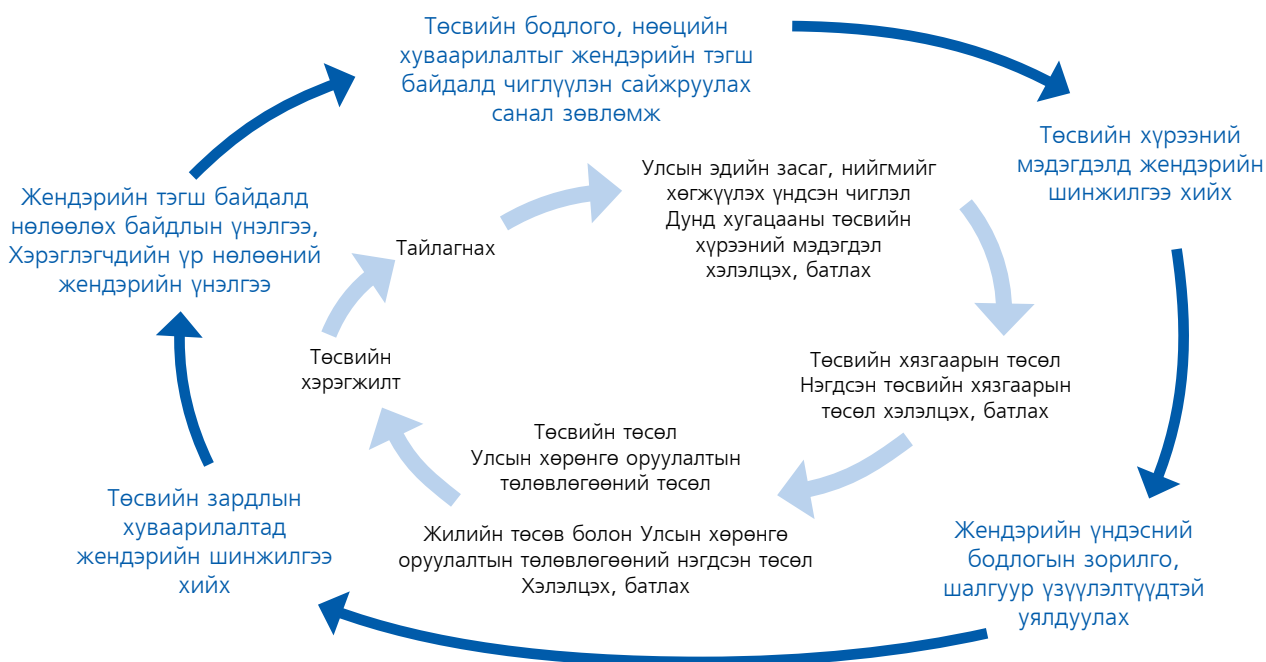 Төсвийн бодлого, нөөцийн
хуваарилалтыг жендэрийн тэгш
байдалд чиглүүлэн сайжруулах
санал зөвлөмж
Төсвийн хүрээний
мэдэгдэлд жендэрийн
шинжилгээ хийх
Жендэрийн үндэсний
бодлогын зорилго,
шалгуур үзүүлэлтүүдтэй
уялдуулах
Төсвийн зардлын
хуваарилалтад
жендэрийн шинжилгээ
хийх
Жендэрийн тэгш байдалд
нөлөөлөх байдлын үнэлгээ,
Хэрэглэгчдийн үр нөлөөний
жендэрийн үнэлгээ
Улсын эдийн засаг, нийгмийг
хөгжүүлэх үндсэн чиглэл
Дунд хугацааны төсвийн
хүрээний мэдэгдэл
хэлэлцэх, батлах
Төсвийн хязгаарын төсөл
Нэгдсэн төсвийн хязгаарын
төсөл хэлэлцэх, батлах
Төсвийн төсөл
Улсын хөрөнгө оруулалтын
төлөвлөгөөний төсөл
Жилийн төсөв болон Улсын хөрөнгө
оруулалтын төлөвлөгөөний нэгдсэн төсөл
Хэлэлцэх, батлах
Төсвийн
хэрэгжилт
Тайлагнах